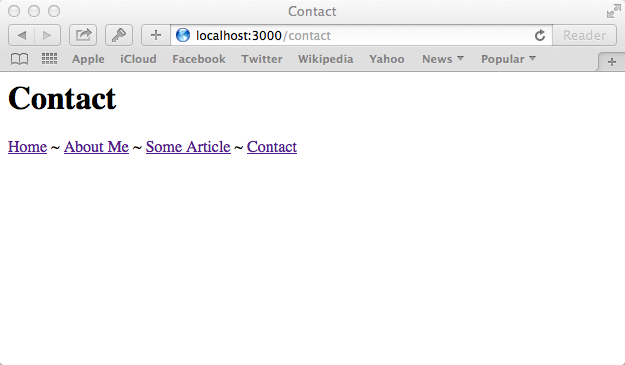 Contact
localhost:3000/contact
Reader
Apple iCloud Facebook Twitter Wikipedia Yahoo News Popular
Contact
Home ~ About Me ~ Some Article ~ Contact